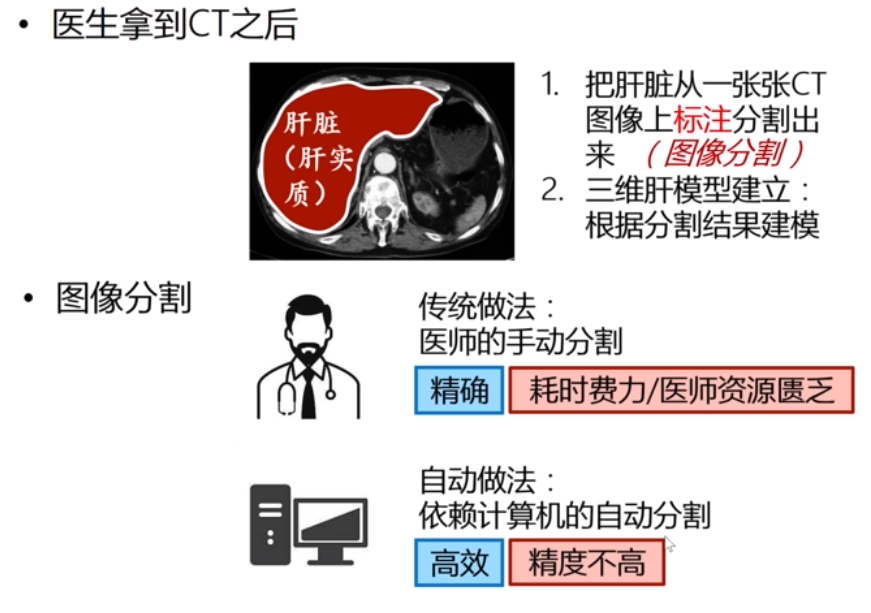 • 医生拿到CT之后
肝脏
（肝实
质）
1. 把肝脏从一张张CT
图像上标注分割出
来 （图像分割）
2. 三维肝模型建立：
根据分割结果建模
• 图像分割
传统做法：
医师的手动分割
精确 耗时费力/医师资源匮乏
自动做法：
依赖计算机的自动分割
高效 精度不高